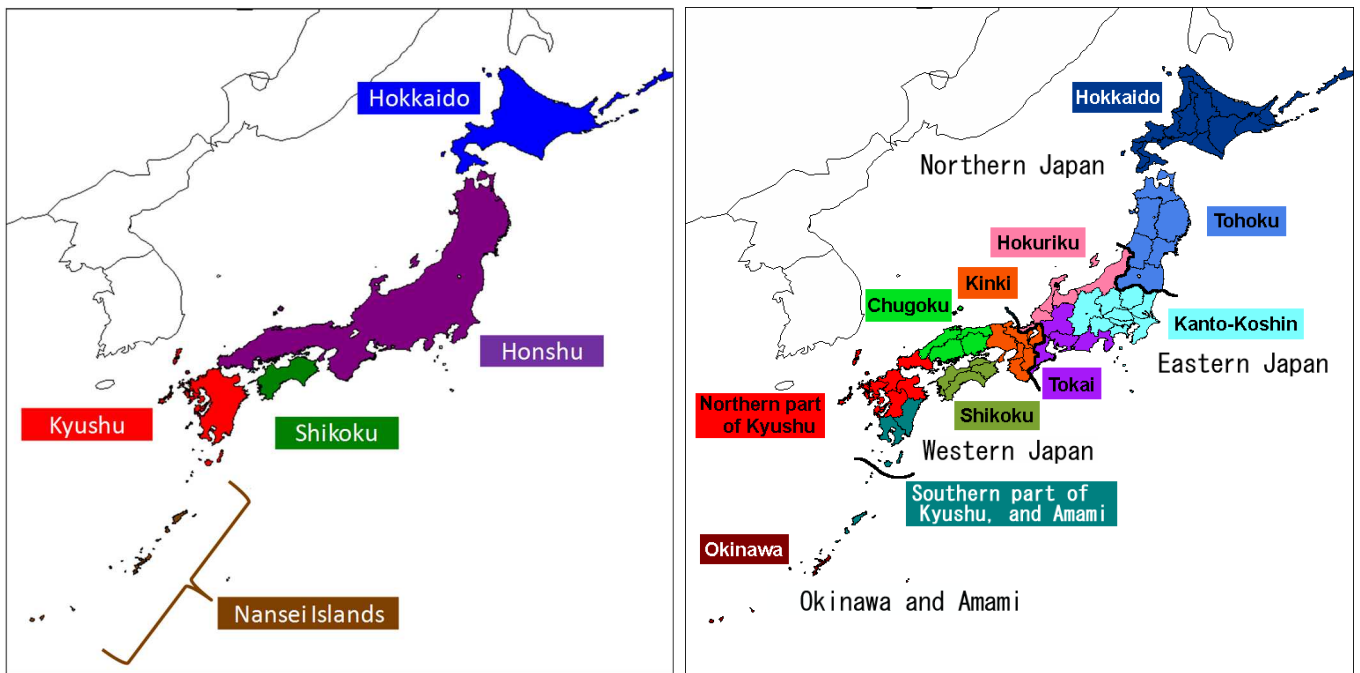 Hokkaido
Honshu
Shikoku
Kyushu
Nansei Islands
Hokkaido
Northern Japan
Tohoku
Hokuriku
Kinki
Chugoku
Kanto-Koshin
Eastern Japan
Tokai
Northern part
of Kyushu
Shikoku
Western Japan
Southern part of
Kyushu, and Amami
Okinawa
Okinawa and Amami